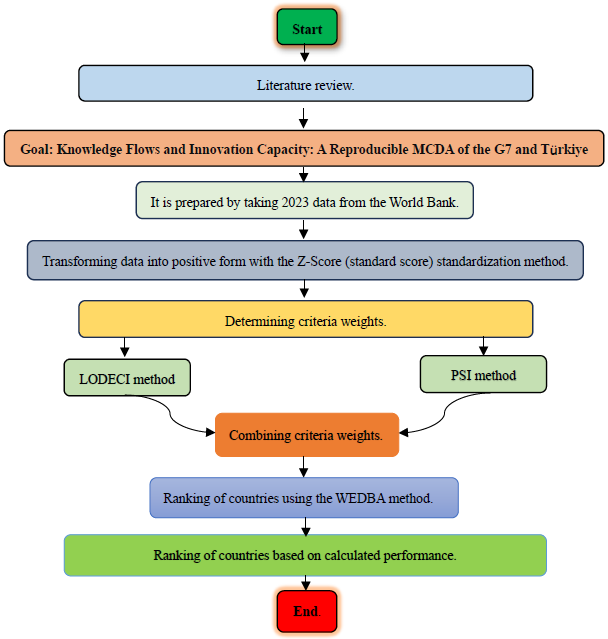 Start
Literature review.
Goal: Knowledge Flows and Innovation Capacity: A Reproducible MCDA of the G7 and Türkiye
It is prepared by taking 2023 data from the World Bank.
Transforming data into positive form with the Z-Score (standard score) standardization method.
Determining criteria weights.
LODECI method
PSI method
Combining criteria weights.
Ranking of countries using the WEDBA method.
Ranking of countries based on calculated performance.
End.